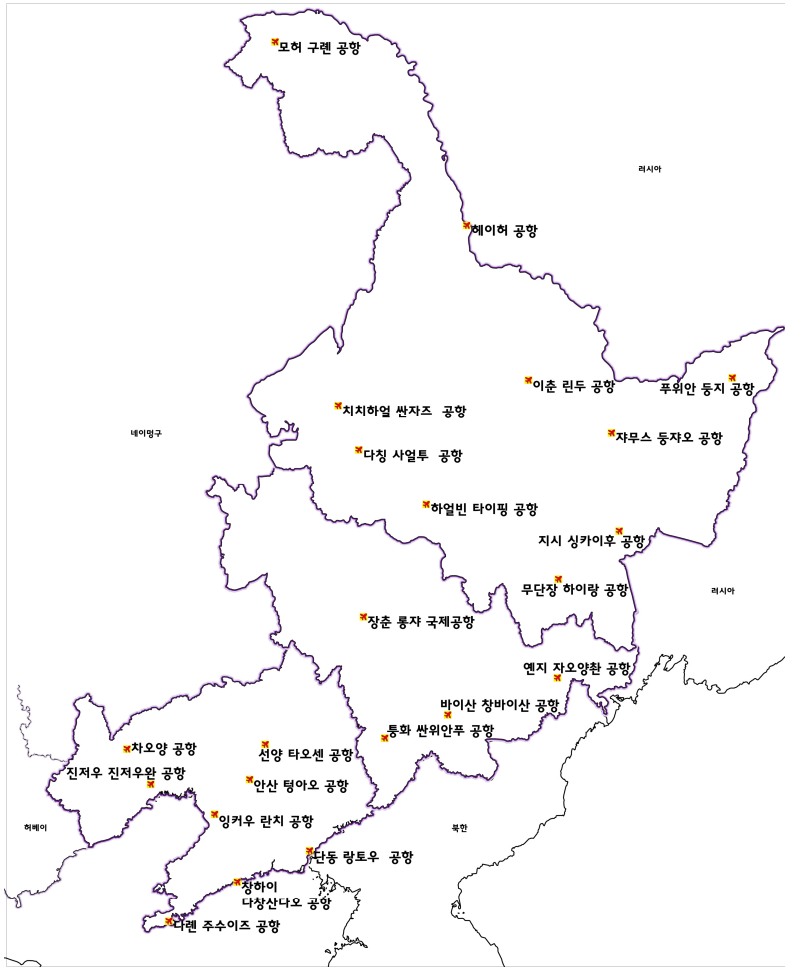 모허 구롄 공항
러시아
헤이허 공항
이춘 린두 공항
푸위안 둥지 공항
치치하얼 싼자즈 공항
네이멍구
쟈무스 둥쟈오 공항
다칭 사얼투 공항
하얼빈 타이핑 공항
지시 싱카이후 공항
무단장 하이랑 공항
러시아
장춘 룽쟈 국제공항
옌지 자오양촨 공항
바이산 창바이산 공항
퉁화 싼위안푸 공항
차오양 공항
선양 타오센 공항
진저우 진저우완 공항
안산 텅아오 공항
잉커우 란치 공항
허베이
북한
단둥 랑토우 공항
창하이
다창산다오 공항
다롄 주수이즈 공항